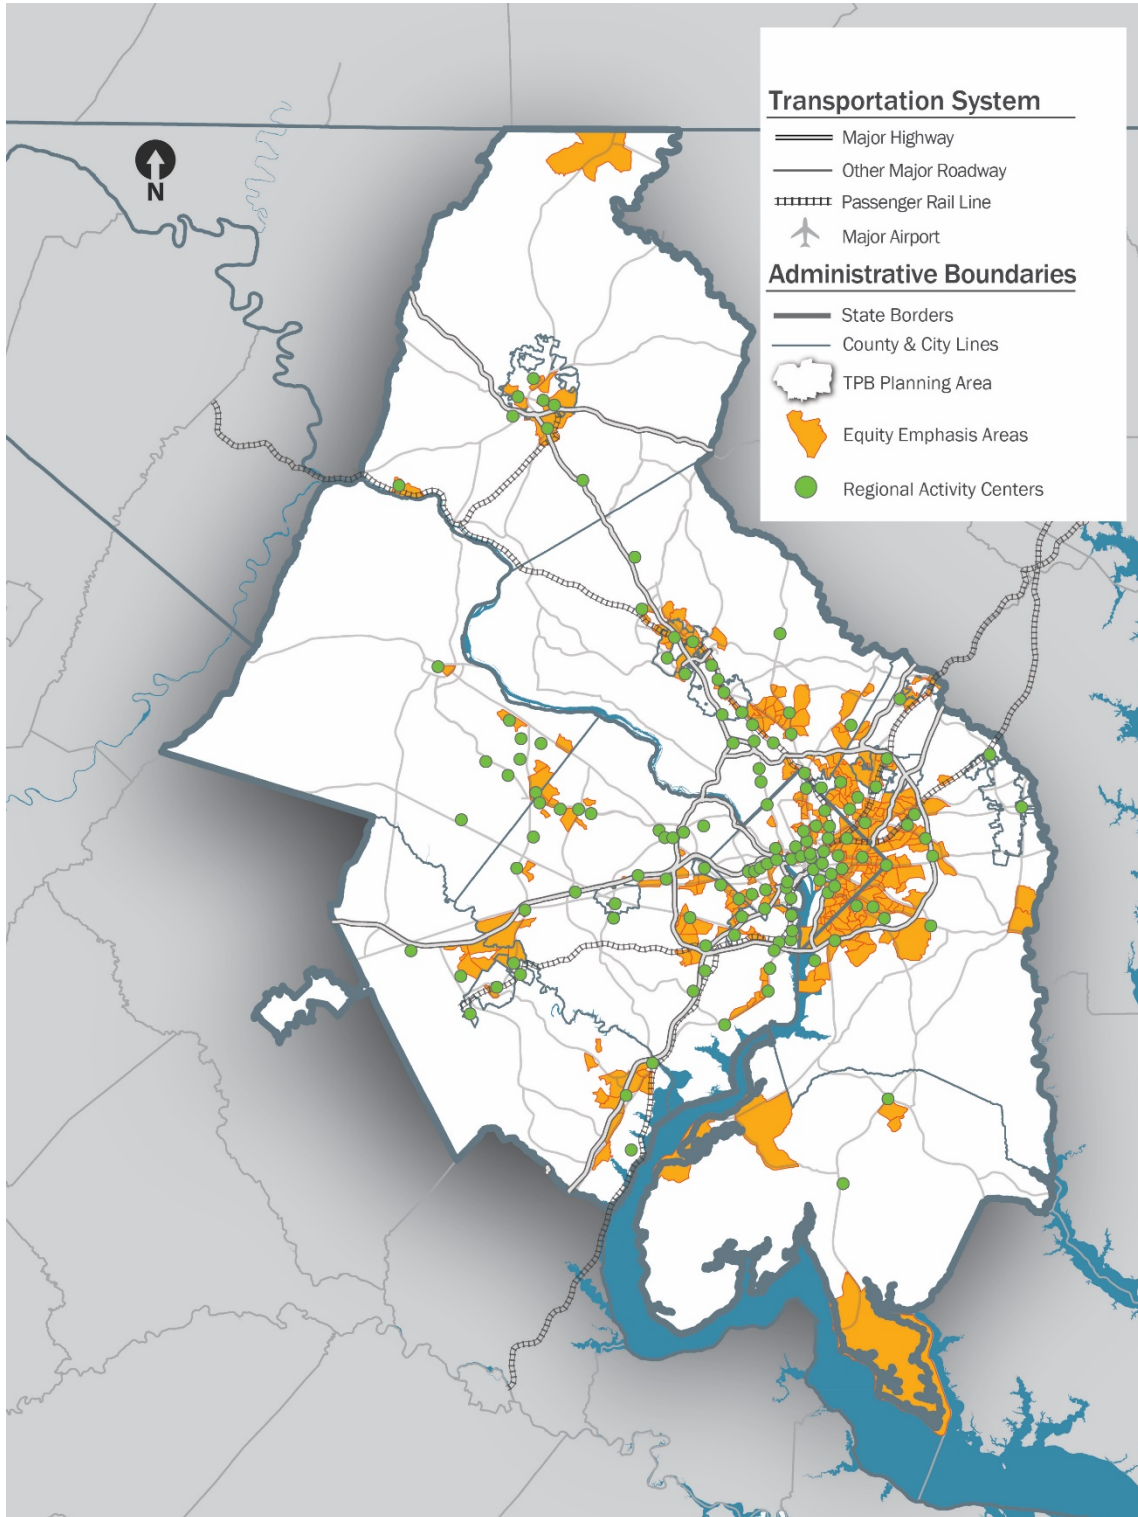 N
Transportation System
Major Highway
Other Major Roadway
Passenger Rail Line
Major Airport
Administrative Boundaries
State Borders
County & City Lines
TPB Planning Area
Equity Emphasis Areas
Regional Activity Centers